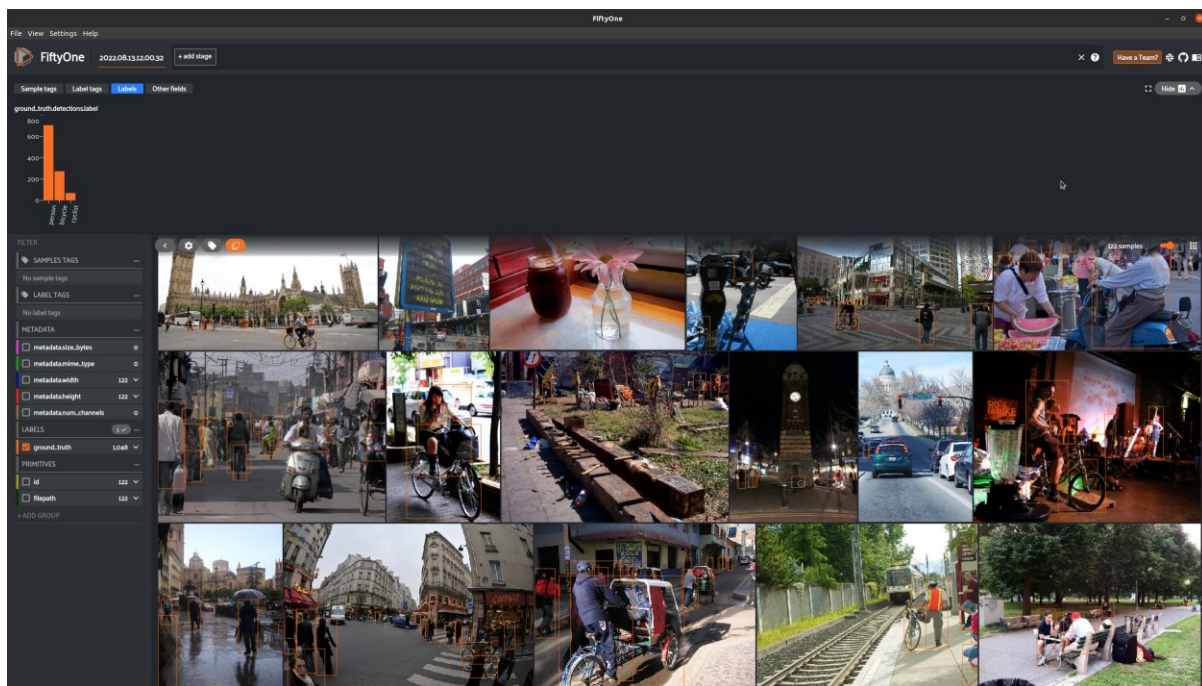 FiftyOne
File View Settings Help
FiftyOne 2022.08.13.12.00.32 + add stage
Have a Team?
Sample tags Label tags Labels Other fields
Hide
ground_truth.detections.label
800
600
400
200
0
person bicycle cyclist
FILTER
122 samples
SAMPLES TAGS
No sample tags
LABEL TAGS
No label tags
METADATA
metadata.size_bytes 0
metadata.mime_type 0
metadata.width 122
metadata.height 122
metadata.num_channels 0
LABELS 1
ground_truth 1,048
PRIMITIVES
id 122
filepath 122
+ ADD GROUP